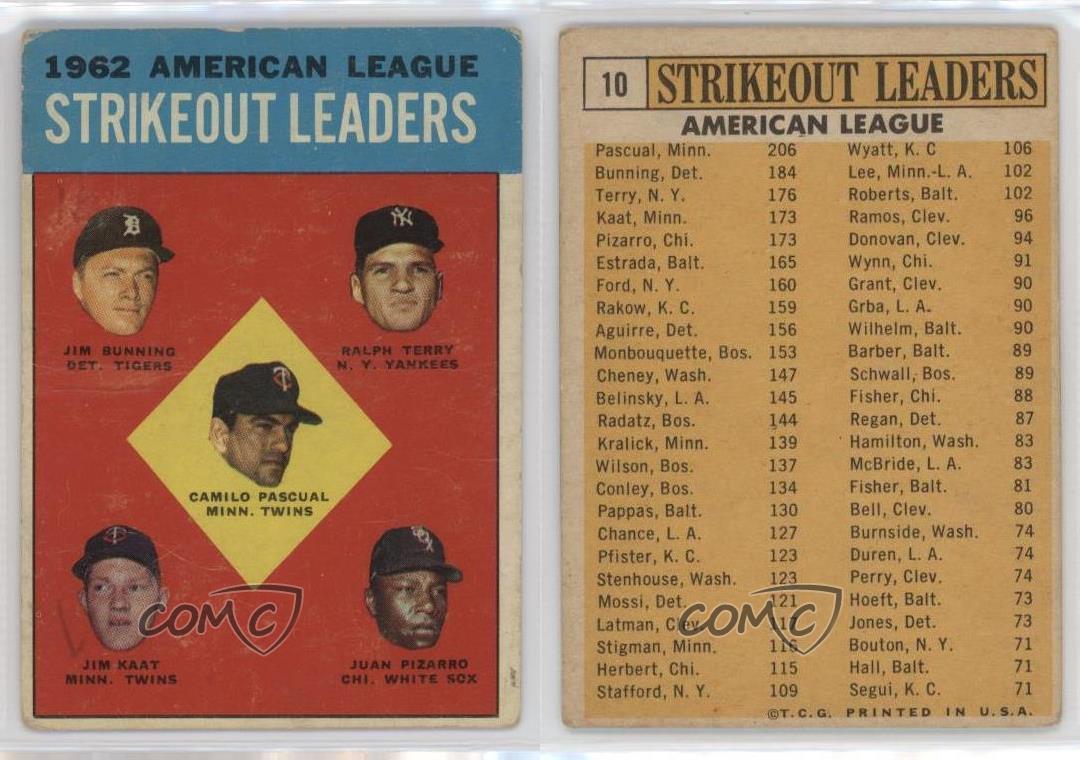 1962 AMERICAN LEAGUE
STRIKEOUT LEADERS
JIM BUNNING
DET. TIGERS
RALPH TERRY
N. Y. YANKEES
CAMILO PASCUAL
MINN. TWINS
JIM KAAT
MINN. TWINS
JUAN PIZARRO
CHI. WHITE SOX
COMC
10 STRIKEOUT LEADERS
AMERICAN LEAGUE
Pascual, Minn. 206 Wyatt, K. C 106
Bunning, Det. 184 Lee, Minn.-L. A. 102
Terry, N. Y. 176 Roberts, Balt. 102
Kaat, Minn. 173 Ramos, Clev. 96
Pizarro, Chi. 173 Donovan, Clev. 94
Estrada, Balt. 165 Wynn, Chi. 91
Ford, N. Y. 160 Grant, Clev. 90
Rakow, K. C. 159 Grba, L. A. 90
Aguirre, Det. 156 Wilhelm, Balt. 90
Monbouquette, Bos. 153 Barber, Balt. 89
Cheney, Wash. 147 Schwall, Bos. 89
Belinsky, L. A. 145 Fisher, Chi. 88
Radatz, Bos. 144 Regan, Det. 87
Kralick, Minn. 139 Hamilton, Wash. 83
Wilson, Bos. 137 McBride, L. A. 83
Conley, Bos. 134 Fisher, Balt. 81
Pappas, Balt. 130 Bell, Clev. 80
Chance, L. A. 127 Burnside, Wash. 74
Pfister, K. C. 123 Duren, L. A. 74
Stenhouse, Wash. 123 Perry, Clev. 74
Mossi, Det. 121 Hoeft, Balt. 73
Latman, Clev. 117 Jones, Det. 73
Stigman, Minn. 116 Bouton, N. Y. 71
Herbert, Chi. 115 Hall, Balt. 71
Stafford, N. Y. 109 Segui, K. C. 71
COMC
©T.C.G. PRINTED IN U.S.A.